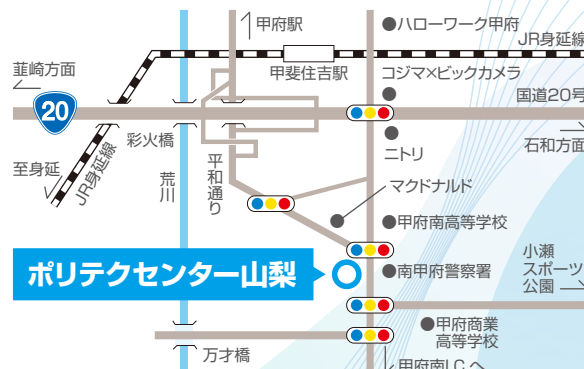 甲府駅
ハローワーク甲府
JR身延線
韮崎方面
甲斐住吉駅
コジマ×ビックカメラ
国道20号
20
彩火橋
ニトリ
石和方面
至身延
JR身延線
荒川
平和通り
マクドナルド
甲府南高等学校
ポリテクセンター山梨
南甲府警察署
小瀬
スポーツ
公園
甲府商業
高等学校
万才橋
甲府南I.C.へ